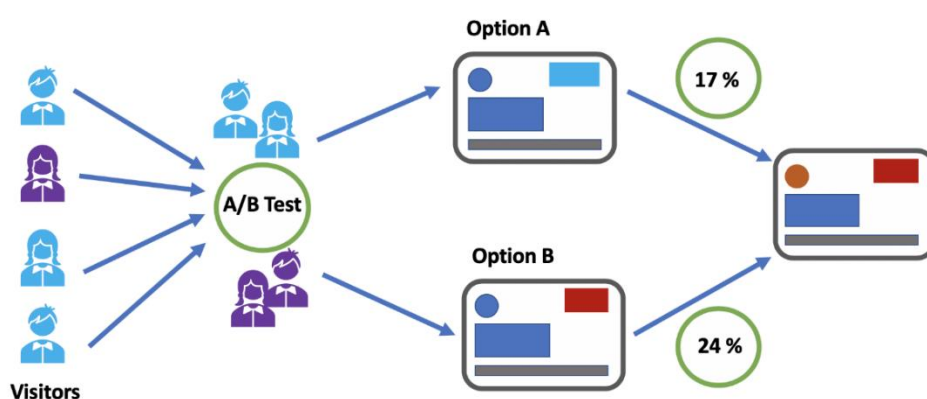 Option A
17 %
A/B Test
Option B
24 %
Visitors